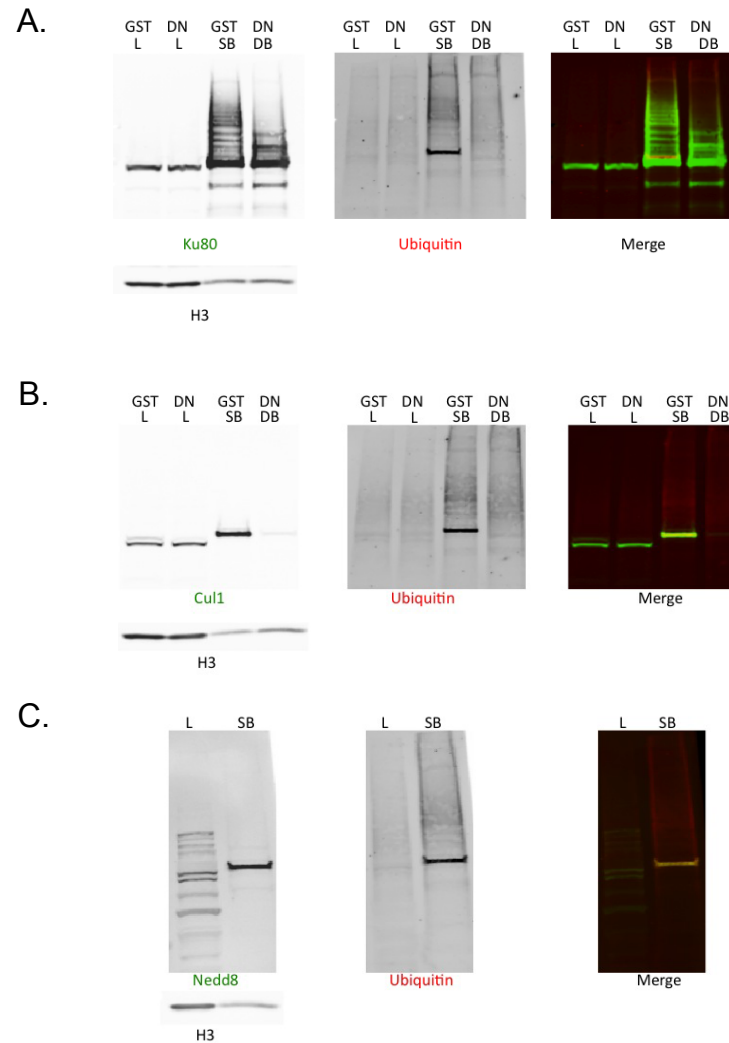 A.
GST DN GST DN
L L SB DB
GST DN GST DN
L L SB DB
GST DN GST DN
L L SB DB
Ku80
Ubiquitin
Merge
H3
B.
GST DN GST DN
L L SB DB
GST DN GST DN
L L SB DB
GST DN GST DN
L L SB DB
Cul1
Ubiquitin
Merge
H3
C.
L SB
L SB
L SB
Nedd8
Ubiquitin
Merge
H3